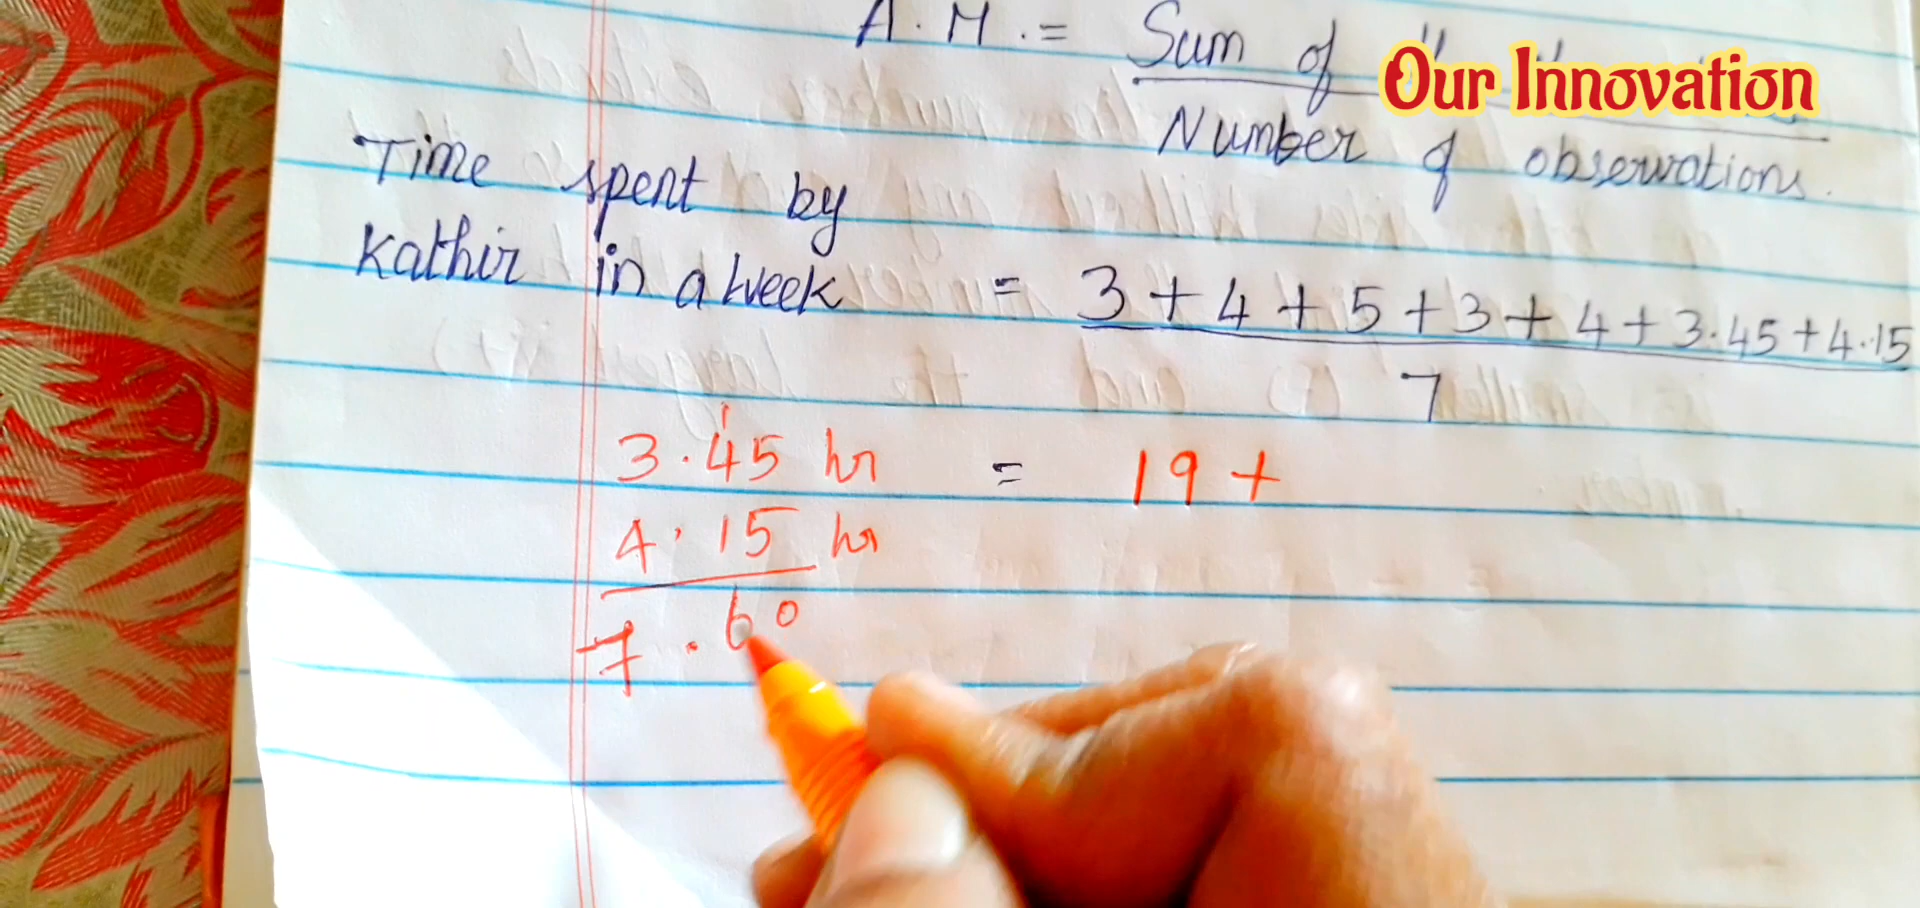 A.M. = Sum of
Our Innovation
Number of observations.
Time spent by
Kathir in a week = 3 + 4 + 5 + 3 + 4 + 3.45 + 4.15
7
3.45 hr = 19 +
4.15 hr
7.60